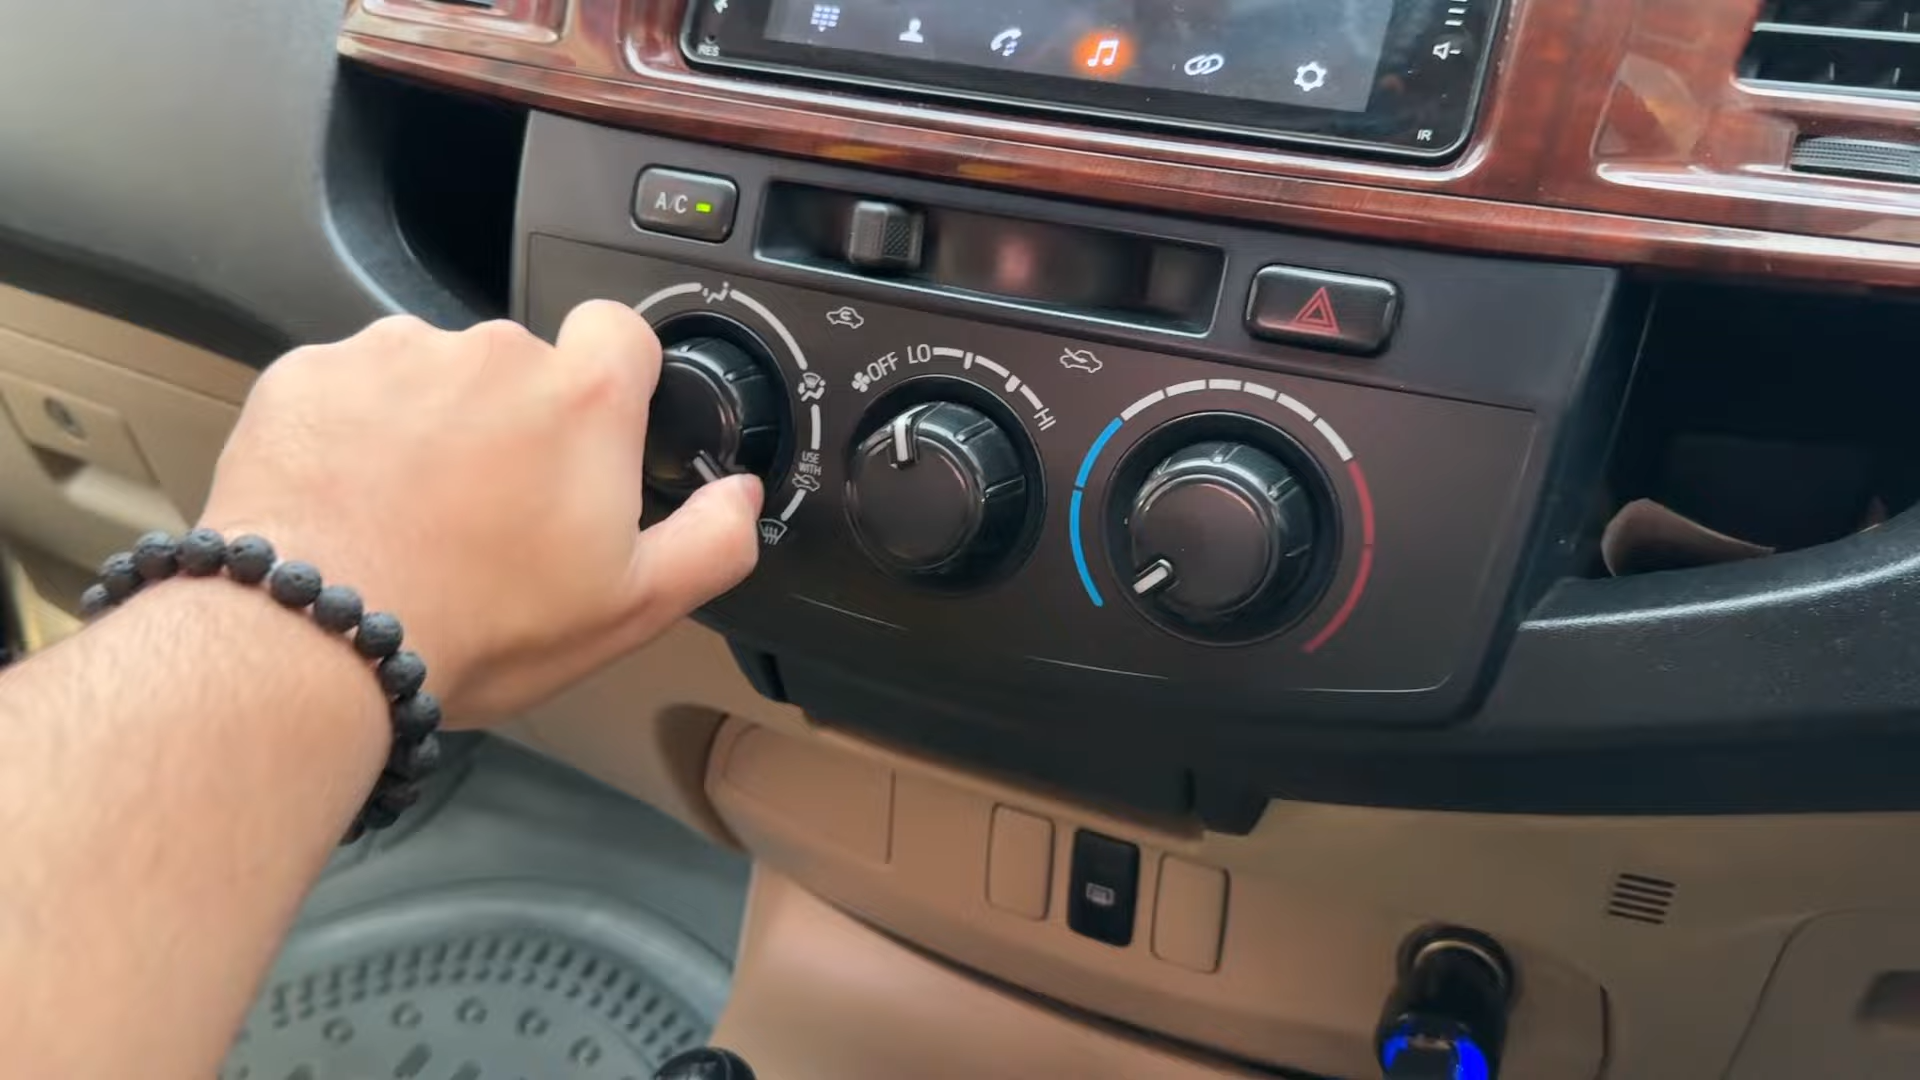 RES
IR
A/C
OFF LO
HI
USE
WITH